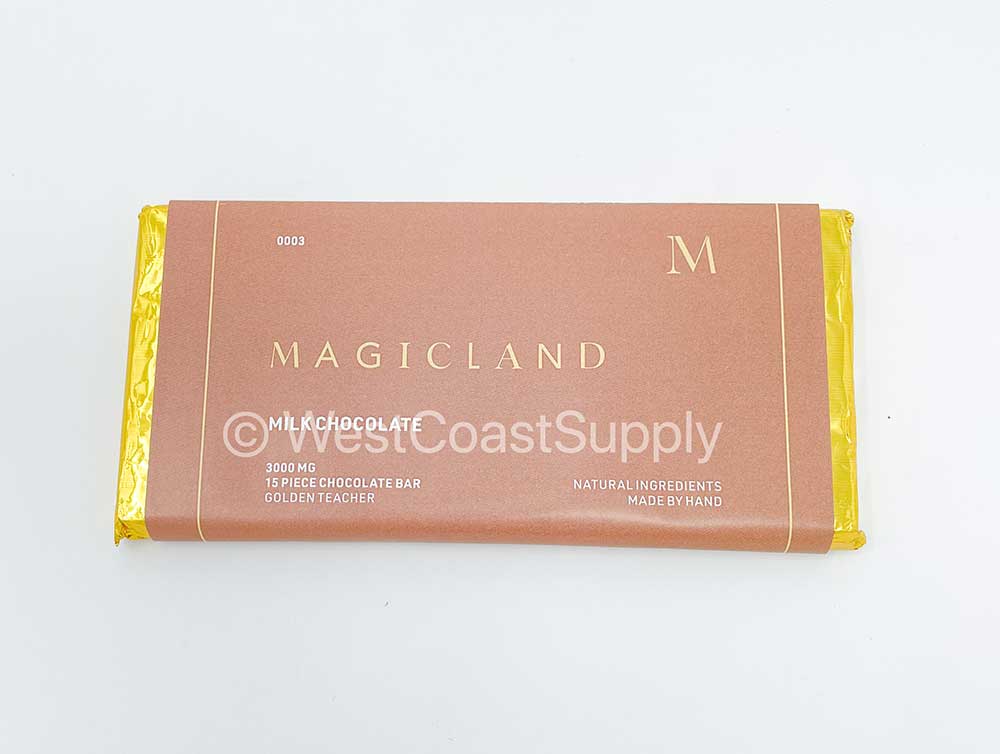 0003
M
MAGICLAND
MILK CHOCOLATE
© WestCoastSupply
3000 MG
15 PIECE CHOCOLATE BAR
GOLDEN TEACHER
NATURAL INGREDIENTS
MADE BY HAND